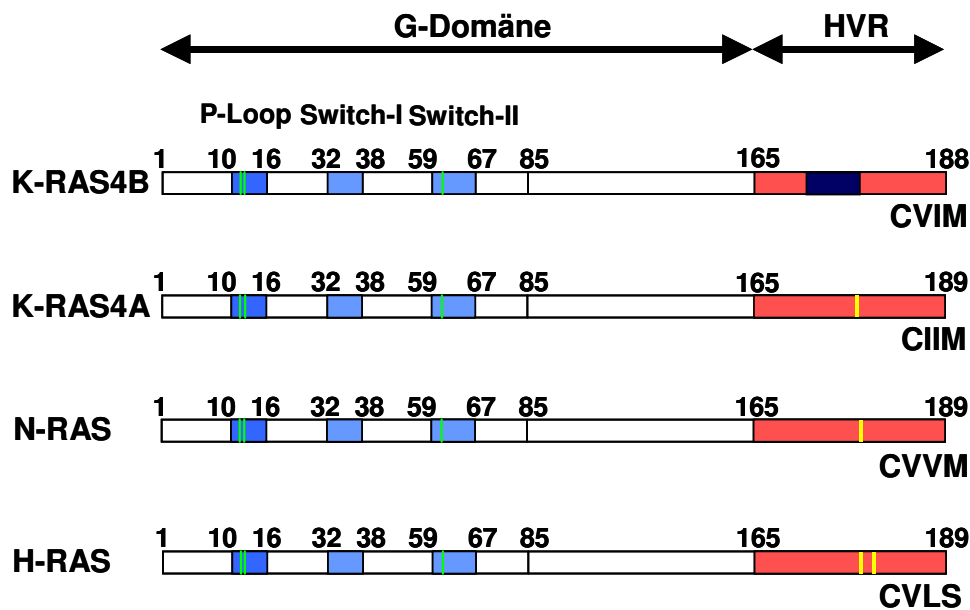 G-Domäne HVR
P-Loop Switch-I Switch-II
1 10 16 32 38 59 67 85 165 188
K-RAS4B
CVIM
1 10 16 32 38 59 67 85 165 189
K-RAS4A
CIIM
1 10 16 32 38 59 67 85 165 189
N-RAS
CVVM
1 10 16 32 38 59 67 85 165 189
H-RAS
CVLS